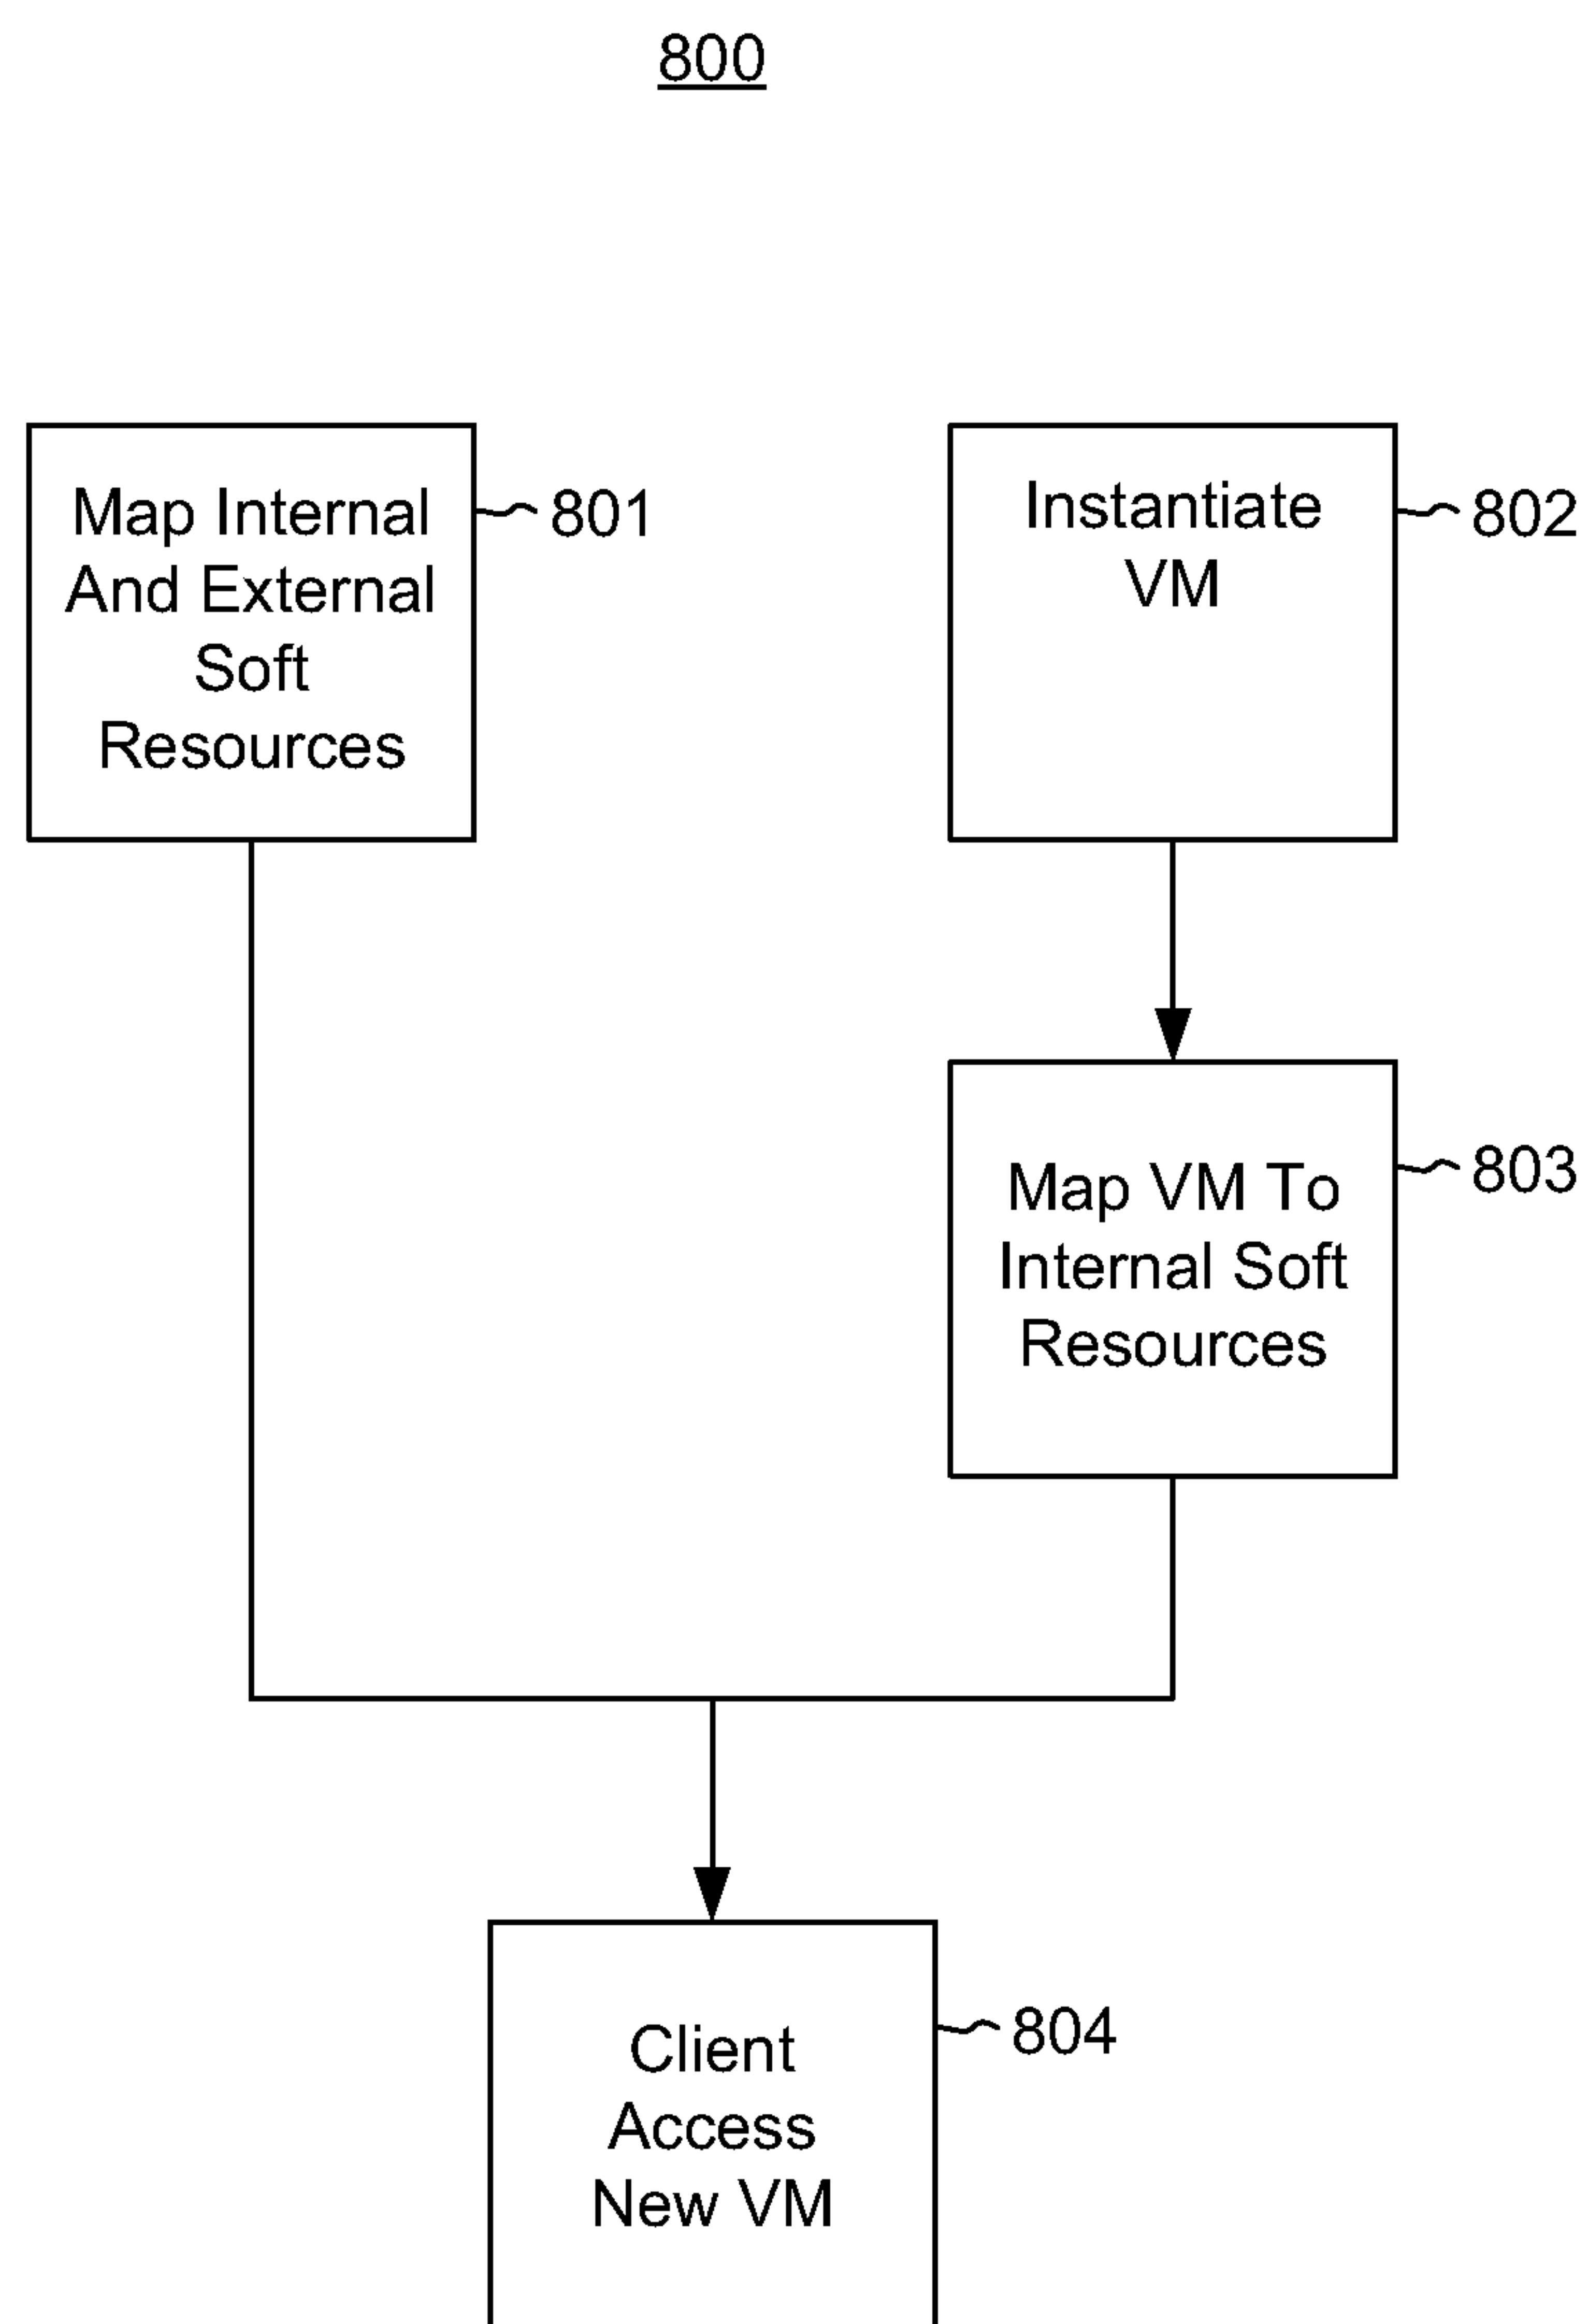 800
Map Internal
And External
Soft
Resources
801
Instantiate
VM
802
Map VM To
Internal Soft
Resources
803
Client
Access
New VM
804